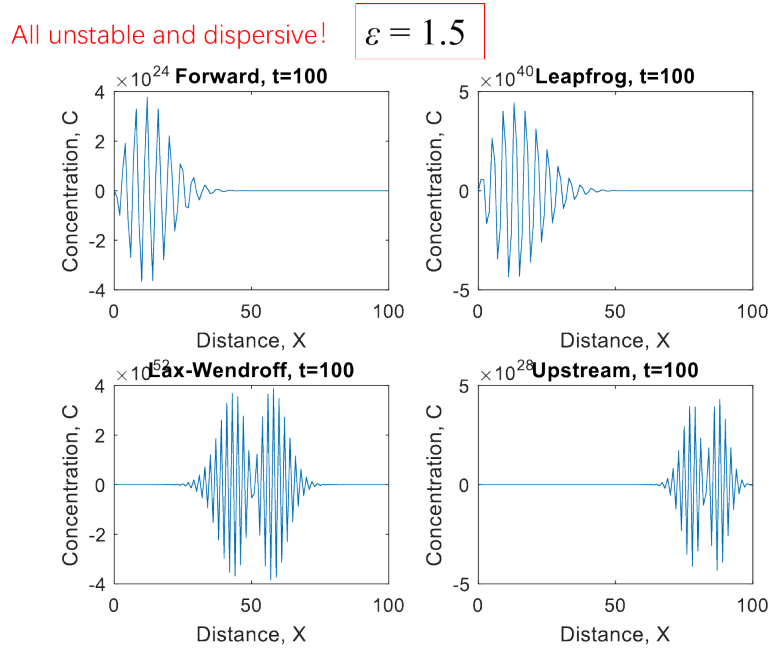 All unstable and dispersive!
ε = 1.5
×10^24 Forward, t=100
4
2
0
-2
-4
Concentration, C
0 50 100
Distance, X
×10^40 Leapfrog, t=100
5
0
-5
Concentration, C
0 50 100
Distance, X
×10^52 Lax-Wendroff, t=100
4
2
0
-2
-4
Concentration, C
0 50 100
Distance, X
×10^28 Upstream, t=100
5
0
-5
Concentration, C
0 50 100
Distance, X